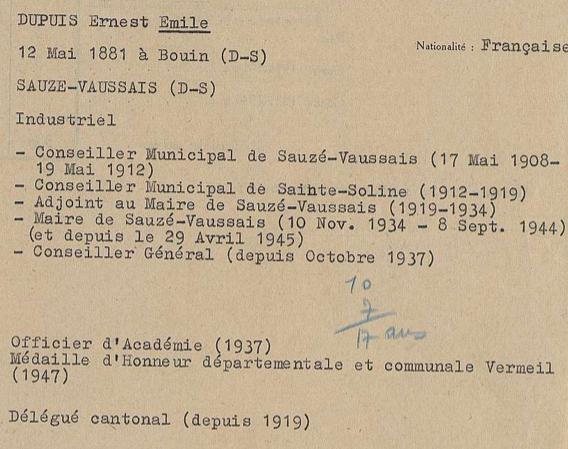 DUPUIS Ernest Emile
12 Mai 1881 à Bouin (D-S)
Nationalité : Française
SAUZE-VAUSSAIS (D-S)
Industriel
- Conseiller Municipal de Sauzé-Vaussais (17 Mai 1908-
19 Mai 1912)
- Conseiller Municipal de Sainte-Soline (1912-1919)
- Adjoint au Maire de Sauzé-Vaussais (1919-1934)
- Maire de Sauzé-Vaussais (10 Nov. 1934 - 8 Sept. 1944)
(et depuis le 29 Avril 1945)
- Conseiller Général (depuis Octobre 1937)
10
7
17 ans
Officier d'Académie (1937)
Médaille d'Honneur départementale et communale Vermeil
(1947)
Délégué cantonal (depuis 1919)